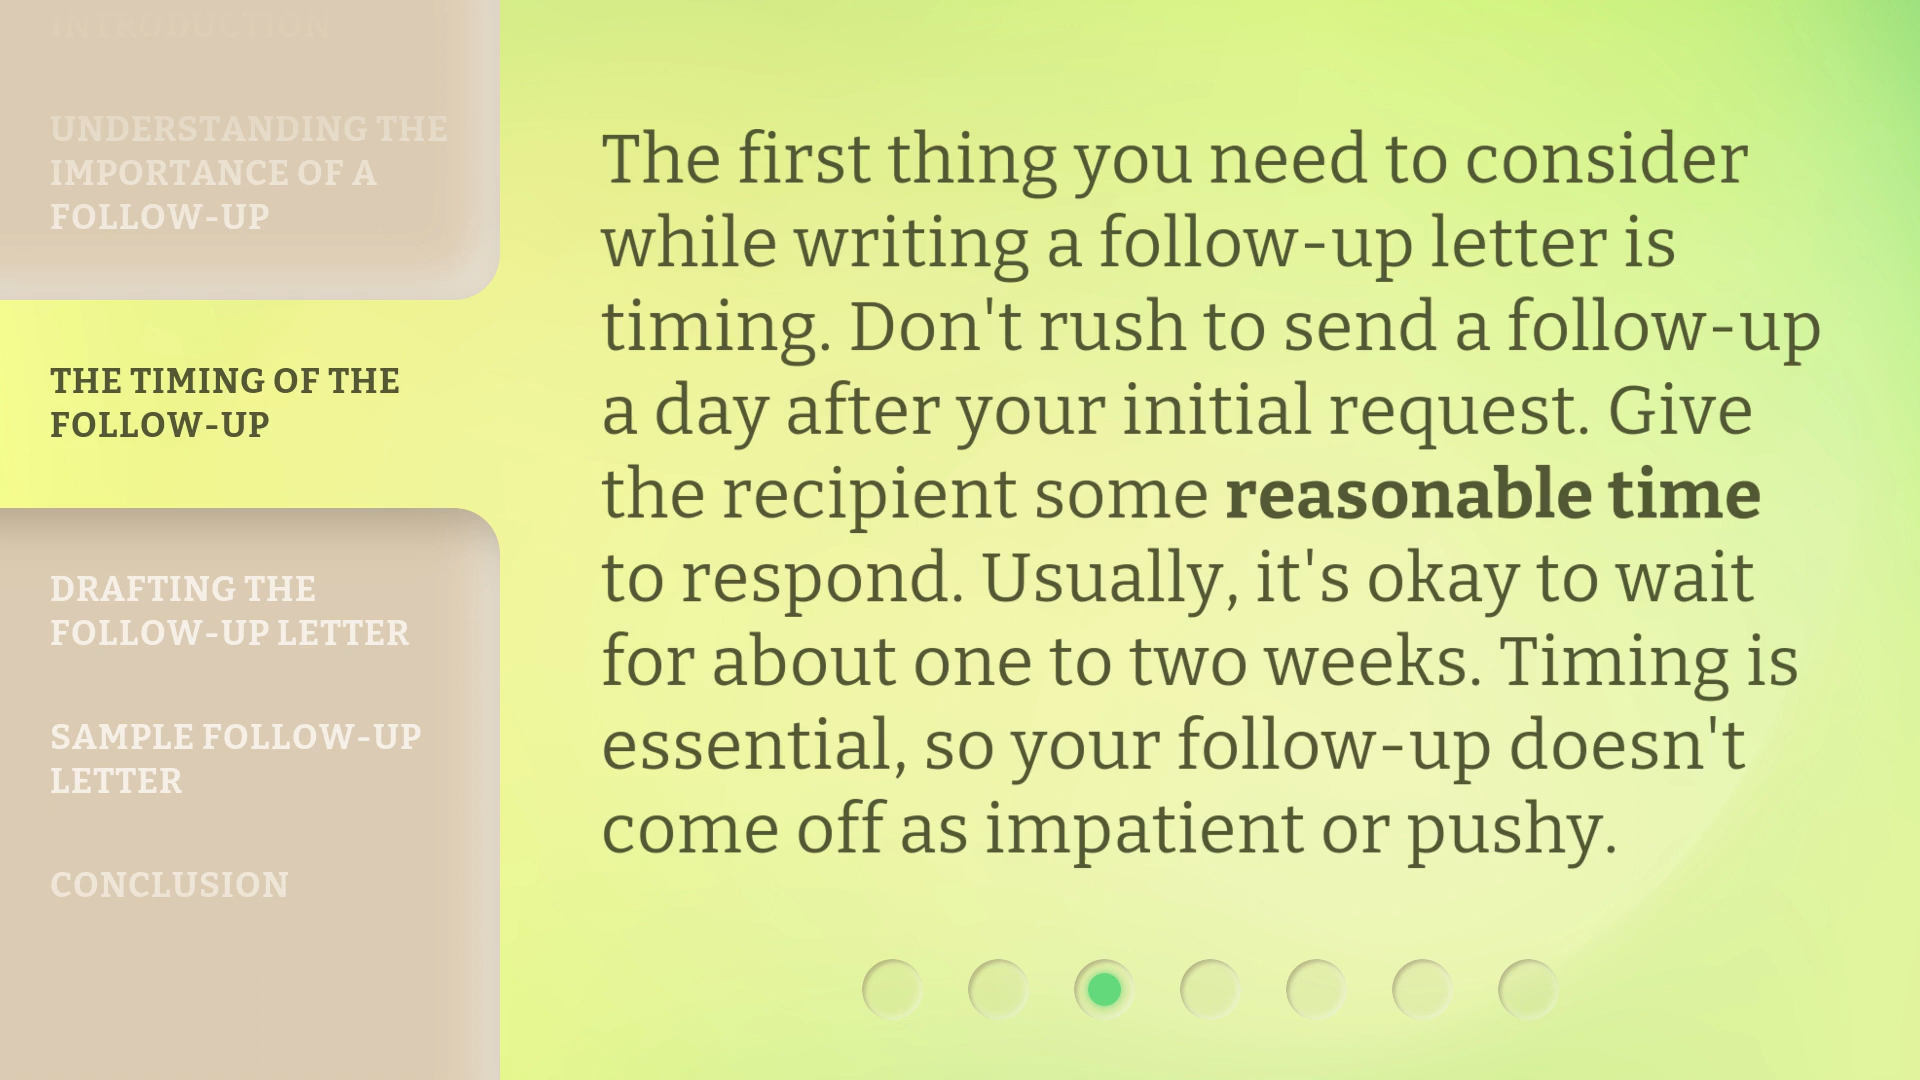 INTRODUCTION
UNDERSTANDING THE
IMPORTANCE OF A
FOLLOW-UP
THE TIMING OF THE
FOLLOW-UP
DRAFTING THE
FOLLOW-UP LETTER
SAMPLE FOLLOW-UP
LETTER
CONCLUSION
The first thing you need to consider
while writing a follow-up letter is
timing. Don't rush to send a follow-up
a day after your initial request. Give
the recipient some reasonable time
to respond. Usually, it's okay to wait
for about one to two weeks. Timing is
essential, so your follow-up doesn't
come off as impatient or pushy.